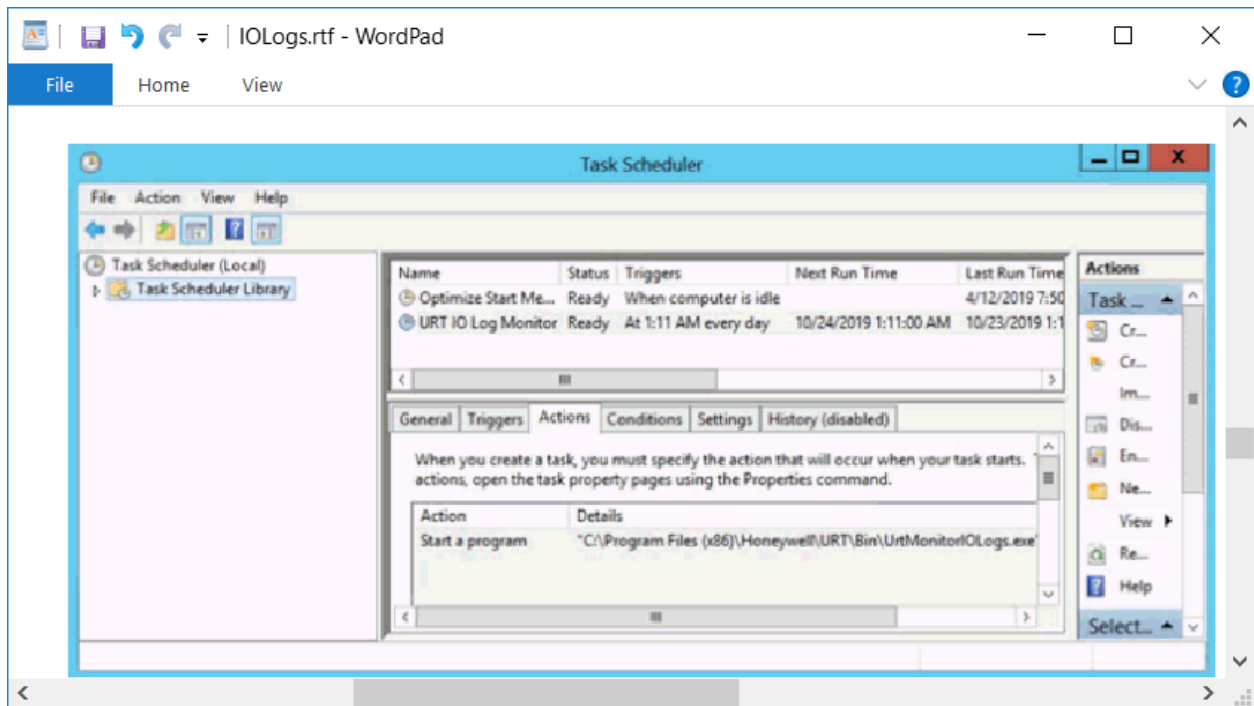 IOLogs.rtf - WordPad
File Home View
Task Scheduler
File Action View Help
Task Scheduler (Local)
Task Scheduler Library
Name Status Triggers Next Run Time Last Run Time
Optimize Start Me... Ready When computer is idle 4/12/2019 7:50
URT IO Log Monitor Ready At 1:11 AM every day 10/24/2019 1:11:00 AM 10/23/2019 1:1
General Triggers Actions Conditions Settings History (disabled)
When you create a task, you must specify the action that will occur when your task starts.
actions, open the task property pages using the Properties command.
Action Details
Start a program "C:\Program Files (x86)\Honeywell\URT\Bin\UrtMonitorIOLogs.exe"
Actions
Task ...
Cr...
Cr...
Im...
Dis...
En...
Ne...
View
Re...
Help
Select...